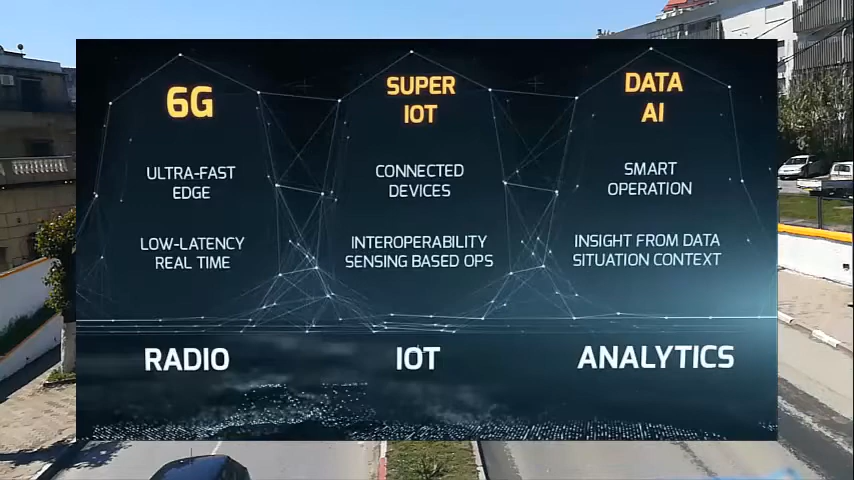 6G
ULTRA-FAST
EDGE
LOW-LATENCY
REAL TIME
RADIO
SUPER
IOT
CONNECTED
DEVICES
INTEROPERABILITY
SENSING BASED OPS
IOT
DATA
AI
SMART
OPERATION
INSIGHT FROM DATA
SITUATION CONTEXT
ANALYTICS